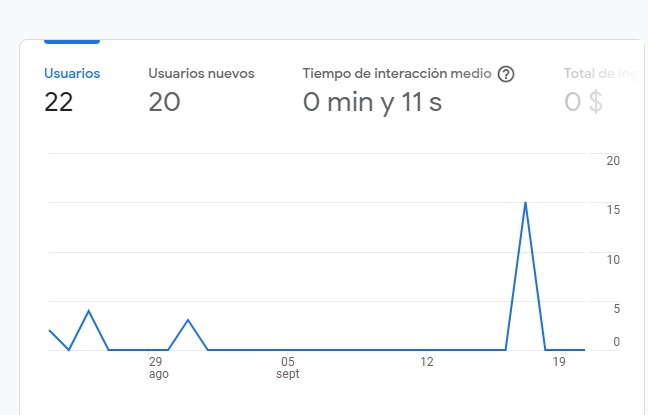 Usuarios
22
Usuarios nuevos
20
Tiempo de interacción medio
0 min y 11 s
Total de ing
0 $
20
15
10
5
0
29
ago
05
sept
12
19